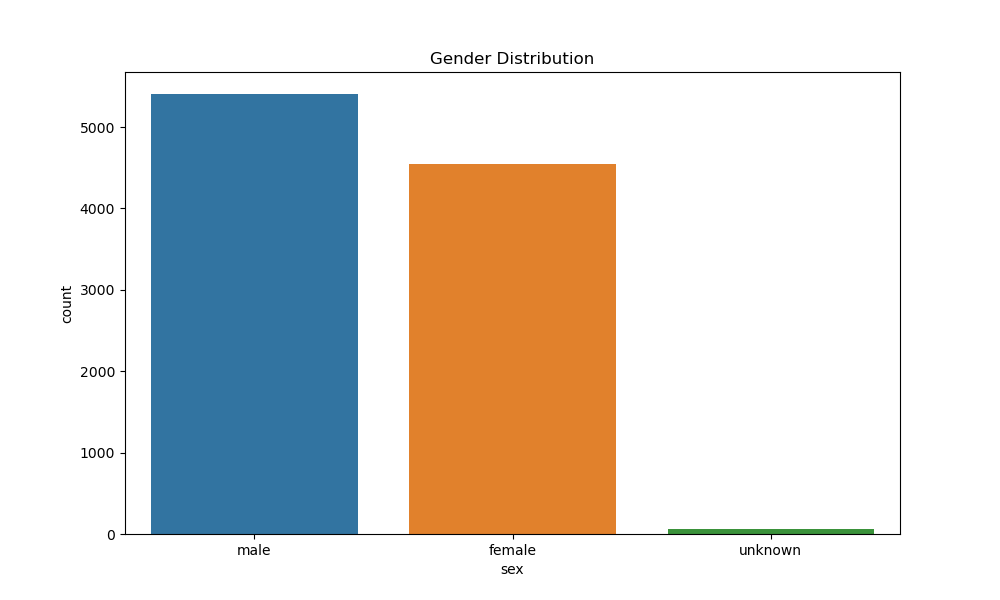 Gender Distribution
5000
4000
3000
2000
1000
0
count
male
female
unknown
sex